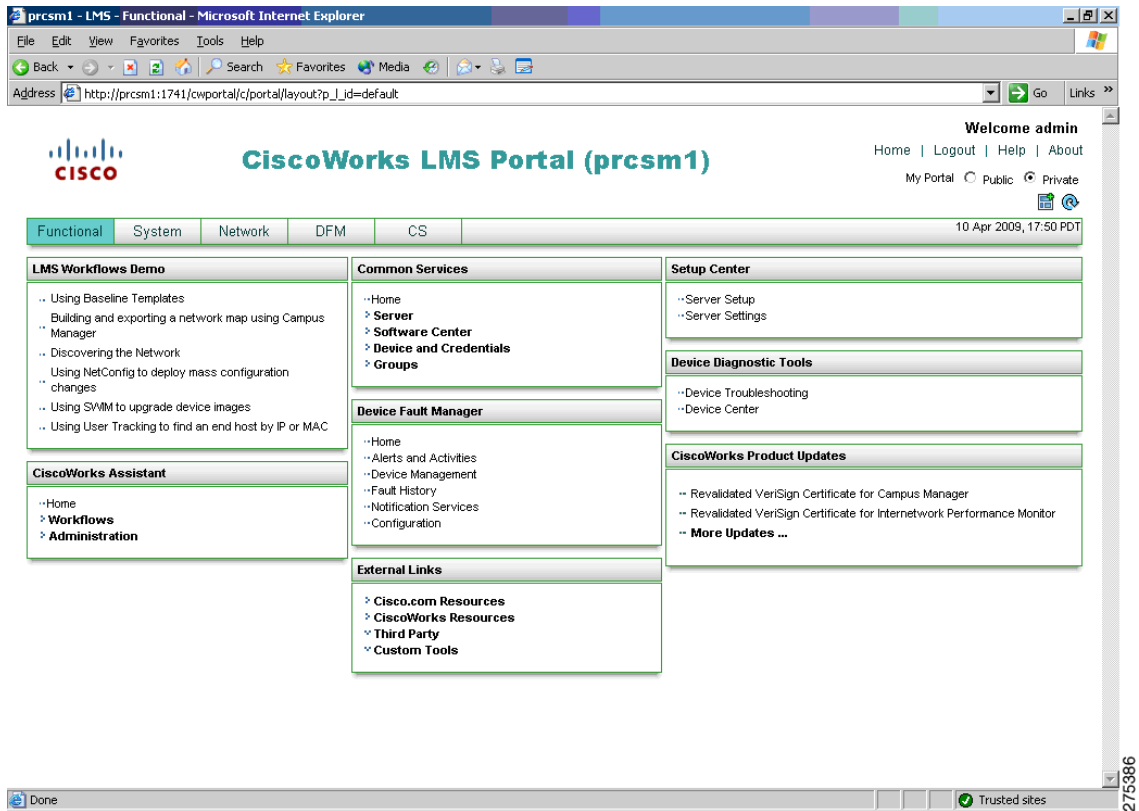 prcsm1 - LMS - Functional - Microsoft Internet Explorer
File Edit View Favorites Tools Help
Back Search Favorites Media
Address http://prcsm1:1741/cwportal/c/portal/layout?p_l_id=default Go Links »
Welcome admin
CISCO
CiscoWorks LMS Portal (prcsm1)
Home | Logout | Help | About
My Portal Public Private
Functional System Network DFM CS
10 Apr 2009, 17:50 PDT
LMS Workflows Demo
Using Baseline Templates
Building and exporting a network map using Campus
Manager
Discovering the Network
Using NetConfig to deploy mass configuration
changes
Using SWIM to upgrade device images
Using User Tracking to find an end host by IP or MAC
CiscoWorks Assistant
Home
Workflows
Administration
Common Services
Home
Server
Software Center
Device and Credentials
Groups
Device Fault Manager
Home
Alerts and Activities
Device Management
Fault History
Notification Services
Configuration
External Links
Cisco.com Resources
CiscoWorks Resources
Third Party
Custom Tools
Setup Center
Server Setup
Server Settings
Device Diagnostic Tools
Device Troubleshooting
Device Center
CiscoWorks Product Updates
Revalidated VeriSign Certificate for Campus Manager
Revalidated VeriSign Certificate for Internetwork Performance Monitor
More Updates ...
Done
Trusted sites
275386